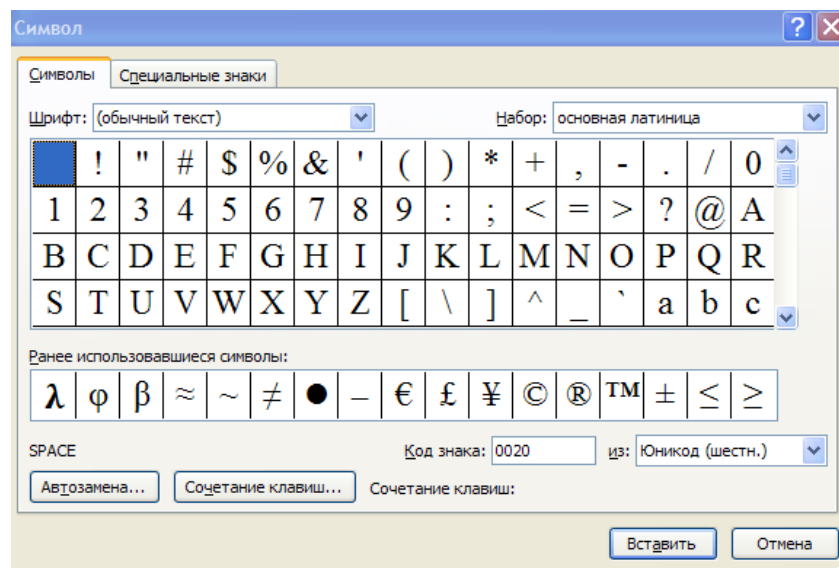 Символ
Символы Специальные знаки
Шрифт: (обычный текст) Набор: основная латиница
! " # $ % & ' ( ) * + , - . / 0
1 2 3 4 5 6 7 8 9 : ; < = > ? @ A
B C D E F G H I J K L M N O P Q R
S T U V W X Y Z [ \ ] ^ _ ` a b c
Ранее использовавшиеся символы:
λ φ β ≈ ~ ≠ ● – € £ ¥ © ® ™ ± ≤ ≥
SPACE Код знака: 0020 из: Юникод (шестн.)
Автозамена... Сочетание клавиш... Сочетание клавиш:
Вставить Отмена